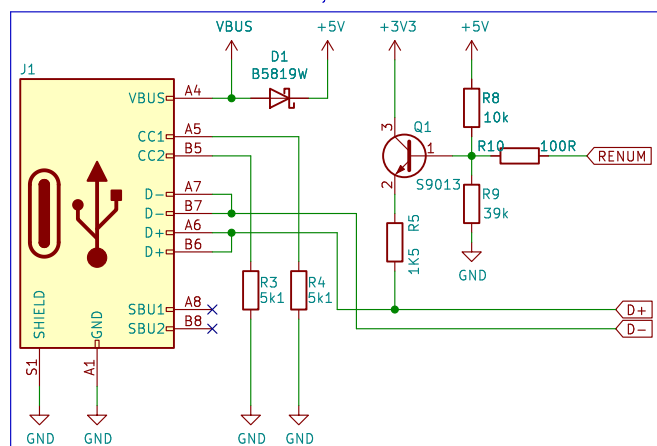 VBUS
+5V
+3V3
+5V
D1
B5819W
J1
VBUS
A4
CC1
A5
CC2
B5
D-
A7
D-
B7
D+
A6
D+
B6
SBU1
A8
SBU2
B8
SHIELD
GND
S1
A1
GND
GND
R3
5k1
R4
5k1
GND
GND
Q1
3
1
2
S9013
R5
1K5
R8
10k
R10
100R
RENUM
R9
39k
GND
D+
D-